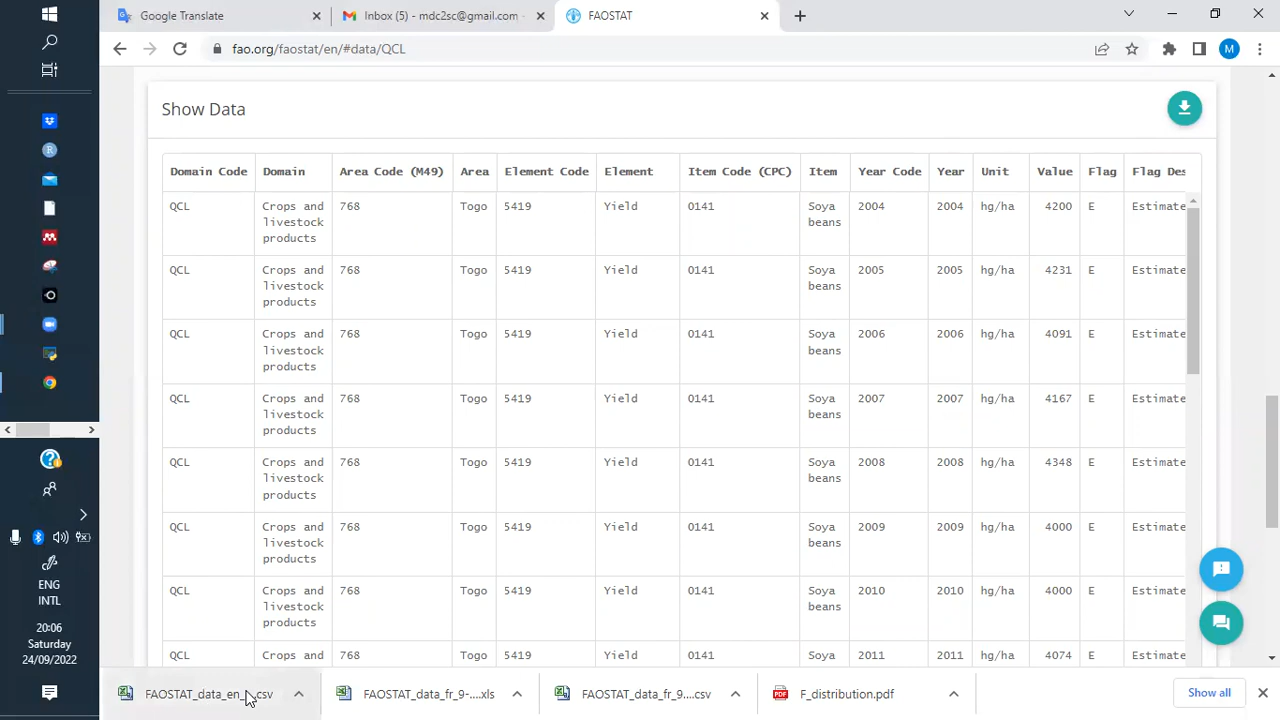 Google Translate
Inbox (5) - mdc2sc@gmail.com
FAOSTAT
fao.org/faostat/en/#data/QCL
M
Show Data
Domain Code Domain Area Code (M49) Area Element Code Element Item Code (CPC) Item Year Code Year Unit Value Flag Flag Des
QCL Crops and livestock products 768 Togo 5419 Yield 0141 Soya beans 2004 2004 hg/ha 4200 E Estimate
QCL Crops and livestock products 768 Togo 5419 Yield 0141 Soya beans 2005 2005 hg/ha 4231 E Estimate
QCL Crops and livestock products 768 Togo 5419 Yield 0141 Soya beans 2006 2006 hg/ha 4091 E Estimate
QCL Crops and livestock products 768 Togo 5419 Yield 0141 Soya beans 2007 2007 hg/ha 4167 E Estimate
QCL Crops and livestock products 768 Togo 5419 Yield 0141 Soya beans 2008 2008 hg/ha 4348 E Estimate
QCL Crops and livestock products 768 Togo 5419 Yield 0141 Soya beans 2009 2009 hg/ha 4000 E Estimate
QCL Crops and livestock products 768 Togo 5419 Yield 0141 Soya beans 2010 2010 hg/ha 4000 E Estimate
QCL Crops and 768 Togo 5419 Yield 0141 Soya 2011 2011 hg/ha 4074 E Estimate
ENG
INTL
20:06
Saturday
24/09/2022
FAOSTAT_data_en_ .csv
FAOSTAT_data_fr_9-....xls
FAOSTAT_data_fr_9....csv
F_distribution.pdf
Show all